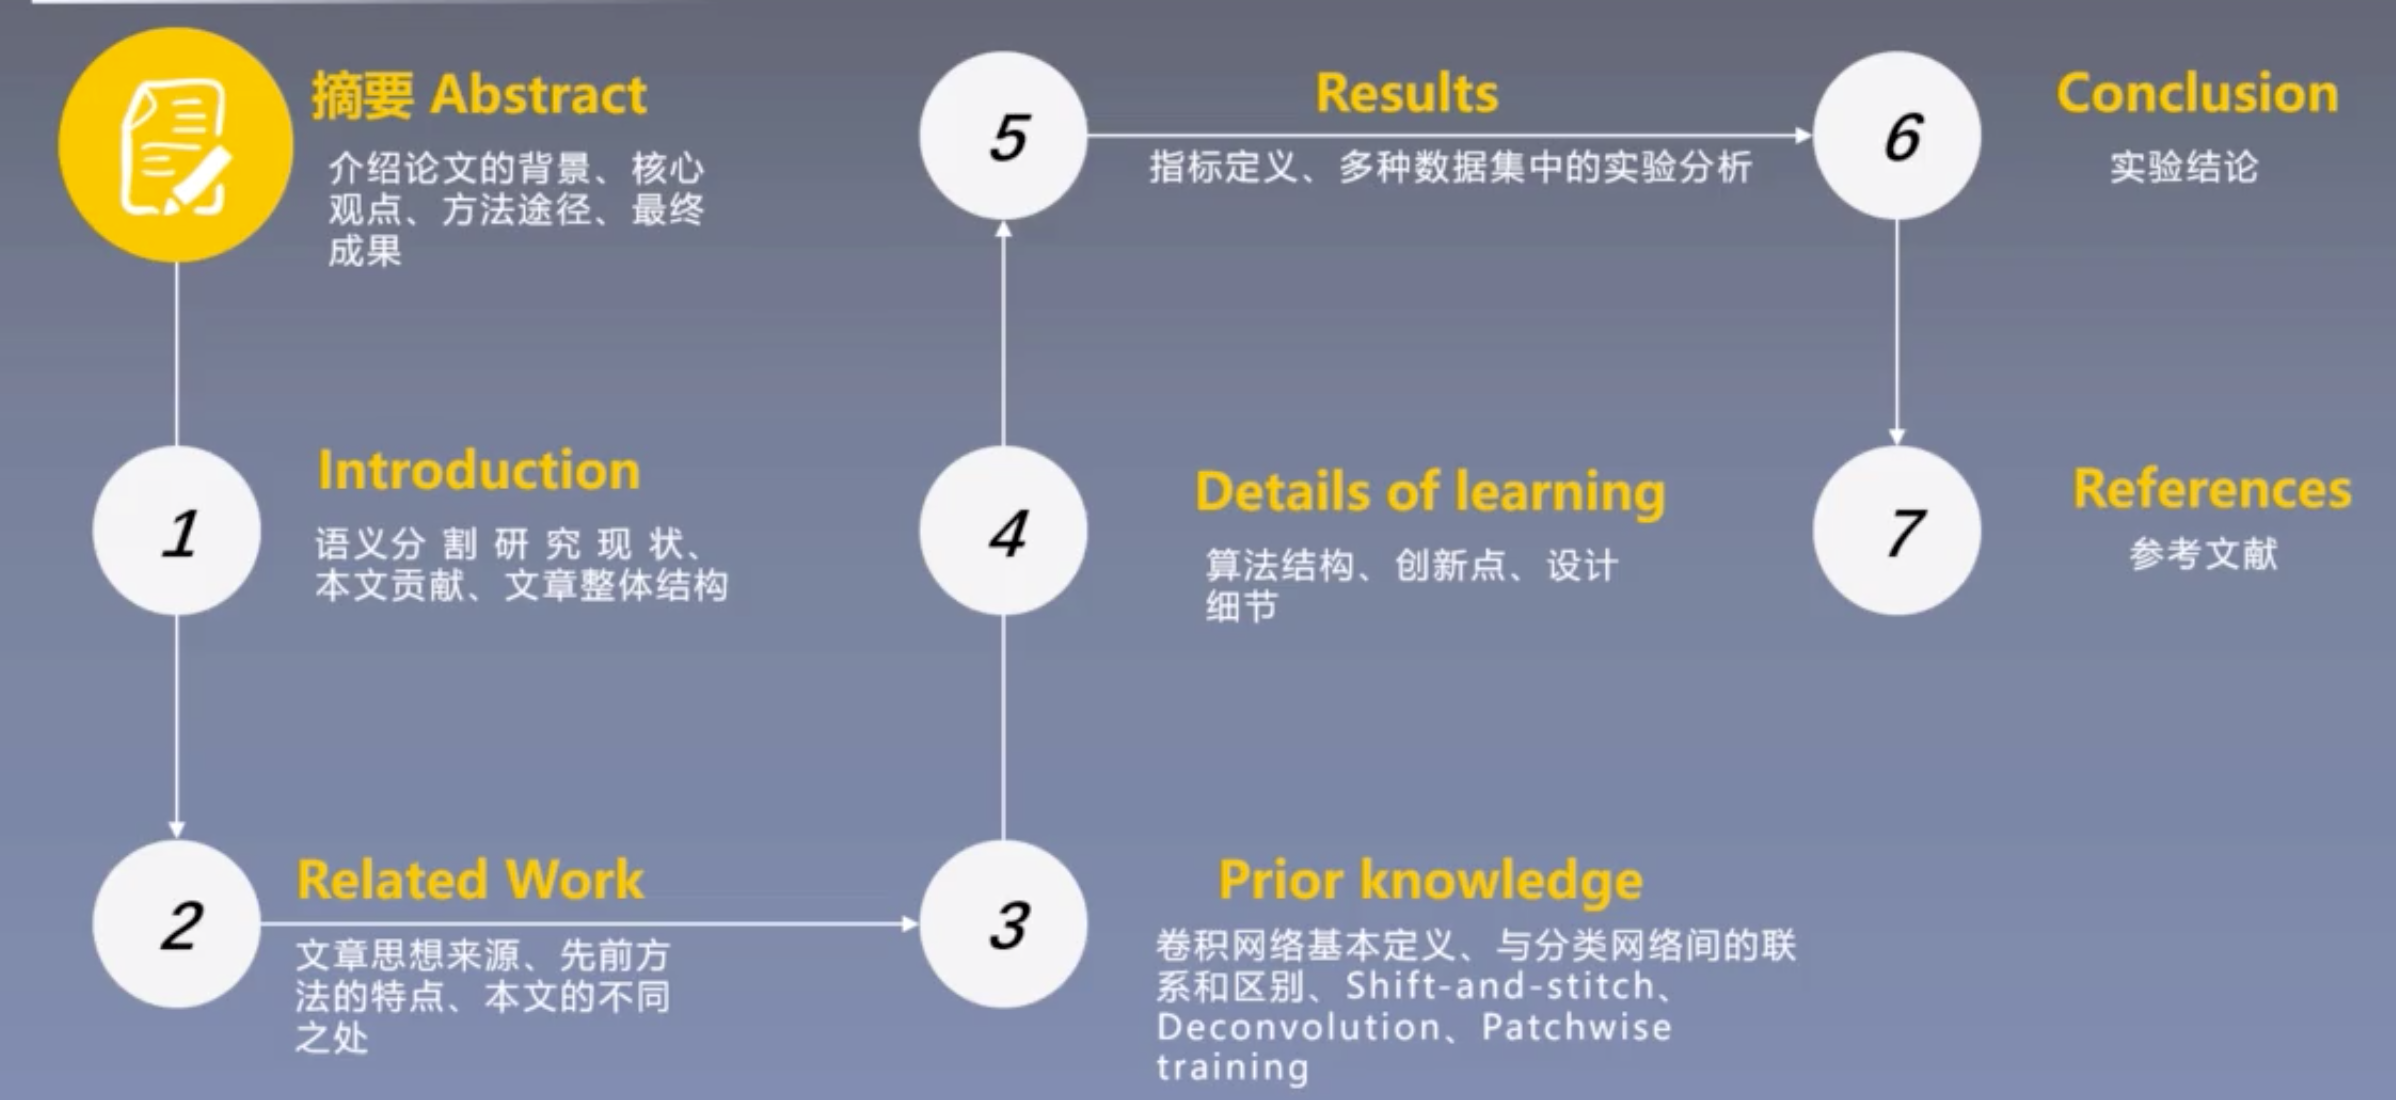 摘要 Abstract
介绍论文的背景、核心
观点、方法途径、最终
成果
1
Introduction
语义分 割 研 究 现 状、
本文贡献、文章整体结构
2
Related Work
文章思想来源、先前方
法的特点、本文的不同
之处
3
Prior knowledge
卷积网络基本定义、与分类网络间的联
系和区别、Shift-and-stitch、
Deconvolution、Patchwise
training
4
Details of learning
算法结构、创新点、设计
细节
5
Results
指标定义、多种数据集中的实验分析
6
Conclusion
实验结论
7
References
参考文献